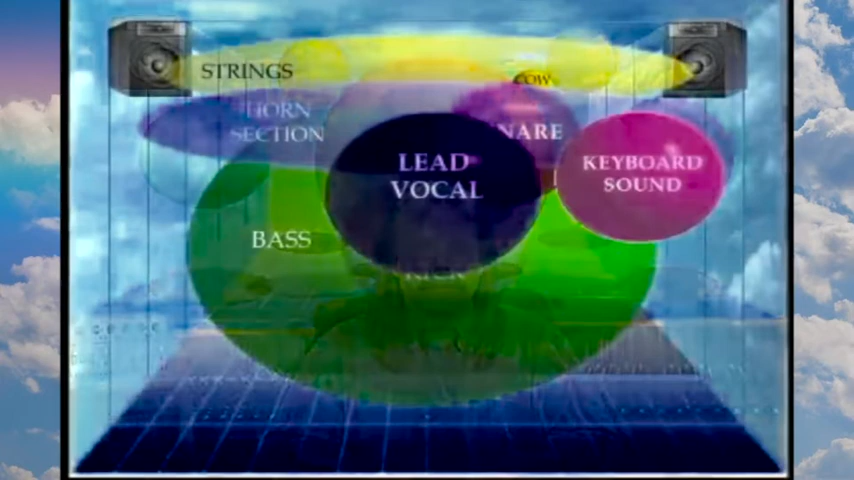 STRINGS
COW
HORN
SECTION
NARE
LEAD
VOCAL
KEYBOARD
SOUND
BASS